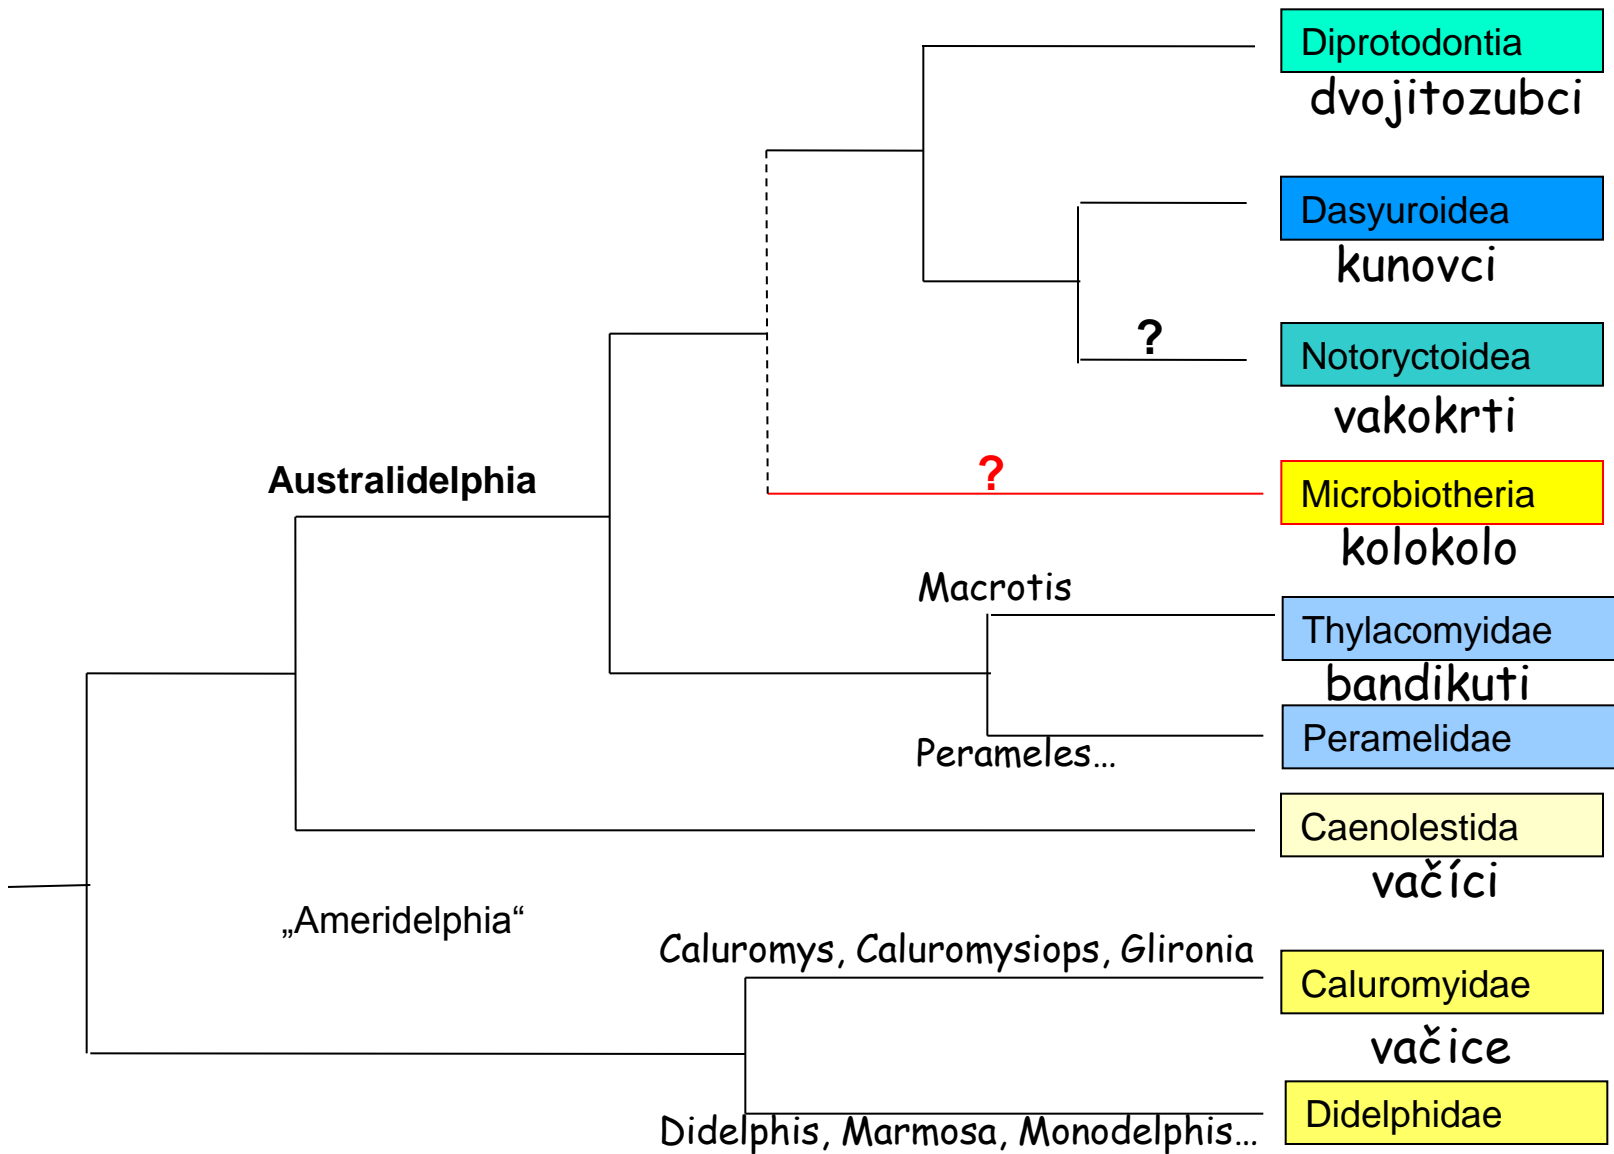 Diprotodontia
dvojitozubci
Dasyuroidea
kunovci
?
Notoryctoidea
vakokrti
Australidelphia
?
Microbiotheria
kolokolo
Macrotis
Thylacomyidae
bandikuti
Perameles...
Peramelidae
Caenolestida
vačíci
„Ameridelphia“
Caluromys, Caluromysiops, Glironia
Caluromyidae
vačice
Didelphis, Marmosa, Monodelphis...
Didelphidae